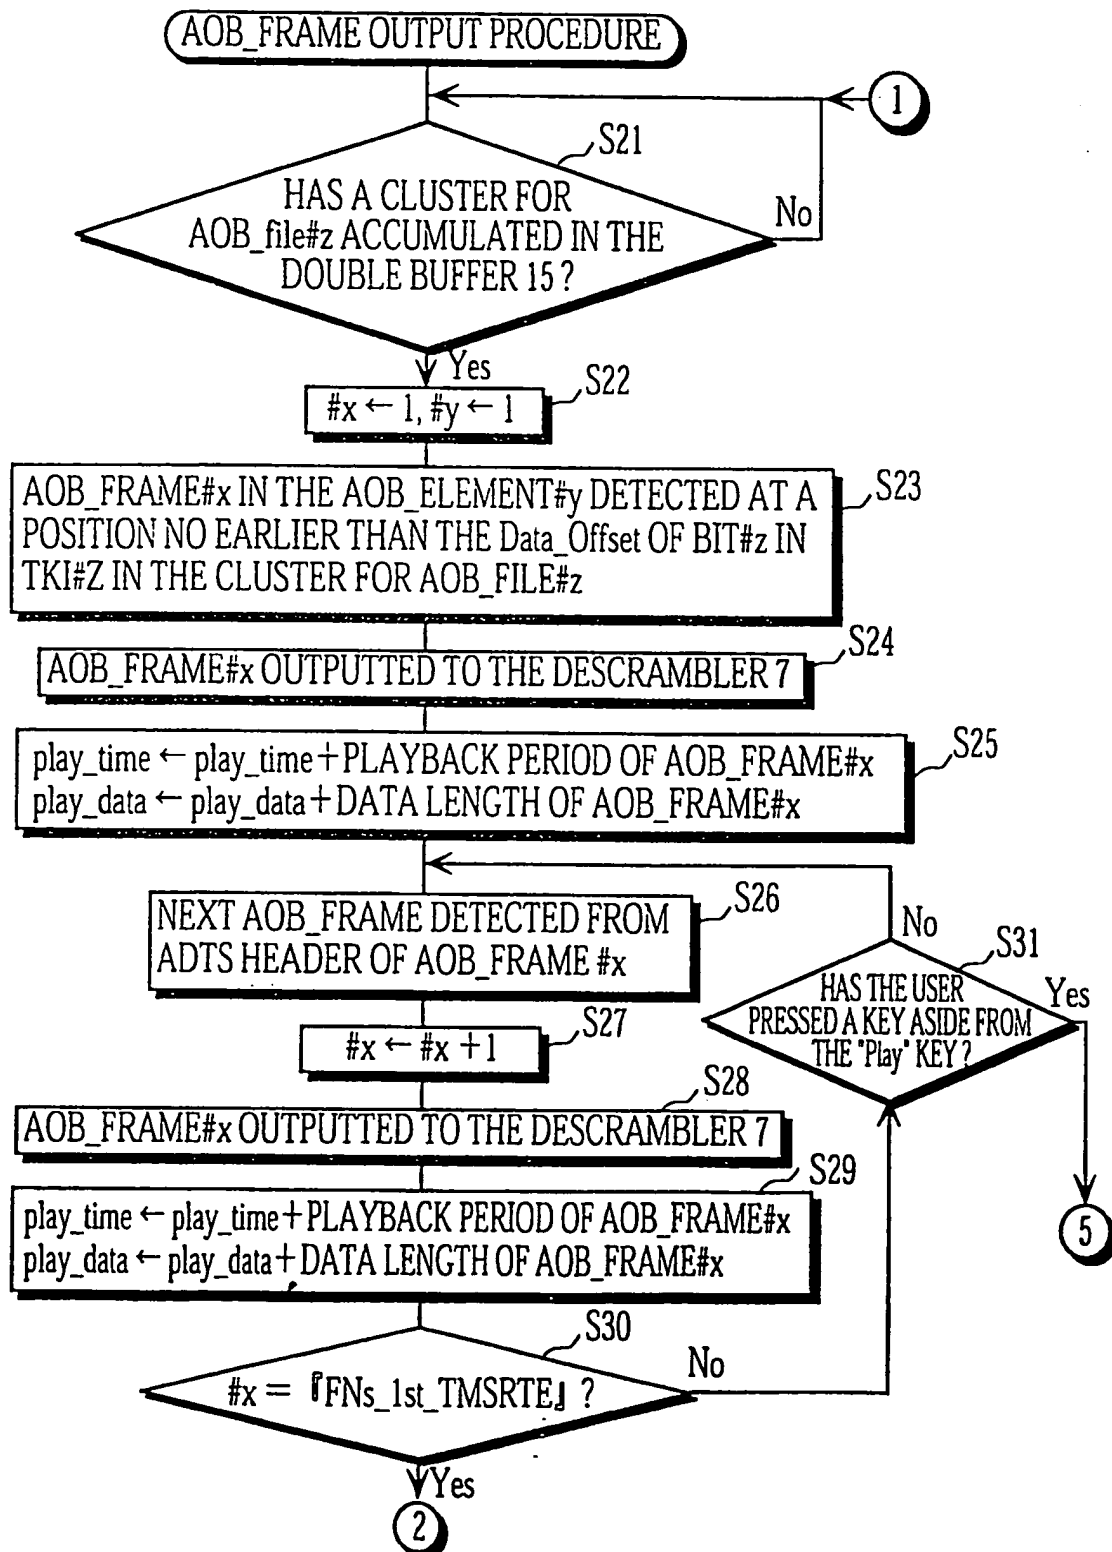 AOB_FRAME OUTPUT PROCEDURE
1
S21
HAS A CLUSTER FOR
AOB_file#z ACCUMULATED IN THE
DOUBLE BUFFER 15 ?
No
Yes
S22
#x ← 1, #y ← 1
S23
AOB_FRAME#x IN THE AOB_ELEMENT#y DETECTED AT A
POSITION NO EARLIER THAN THE Data_Offset OF BIT#z IN
TKI#Z IN THE CLUSTER FOR AOB_FILE#z
S24
AOB_FRAME#x OUTPUTTED TO THE DESCRAMBLER 7
S25
play_time ← play_time+PLAYBACK PERIOD OF AOB_FRAME#x
play_data ← play_data+DATA LENGTH OF AOB_FRAME#x
S26
NEXT AOB_FRAME DETECTED FROM
ADTS HEADER OF AOB_FRAME #x
No
S31
HAS THE USER
PRESSED A KEY ASIDE FROM
THE "Play" KEY ?
Yes
S27
#x ← #x +1
S28
AOB_FRAME#x OUTPUTTED TO THE DESCRAMBLER 7
S29
play_time ← play_time+PLAYBACK PERIOD OF AOB_FRAME#x
play_data ← play_data+DATA LENGTH OF AOB_FRAME#x
5
S30
#x = 『FNs_1st_TMSRTE』 ?
No
Yes
2